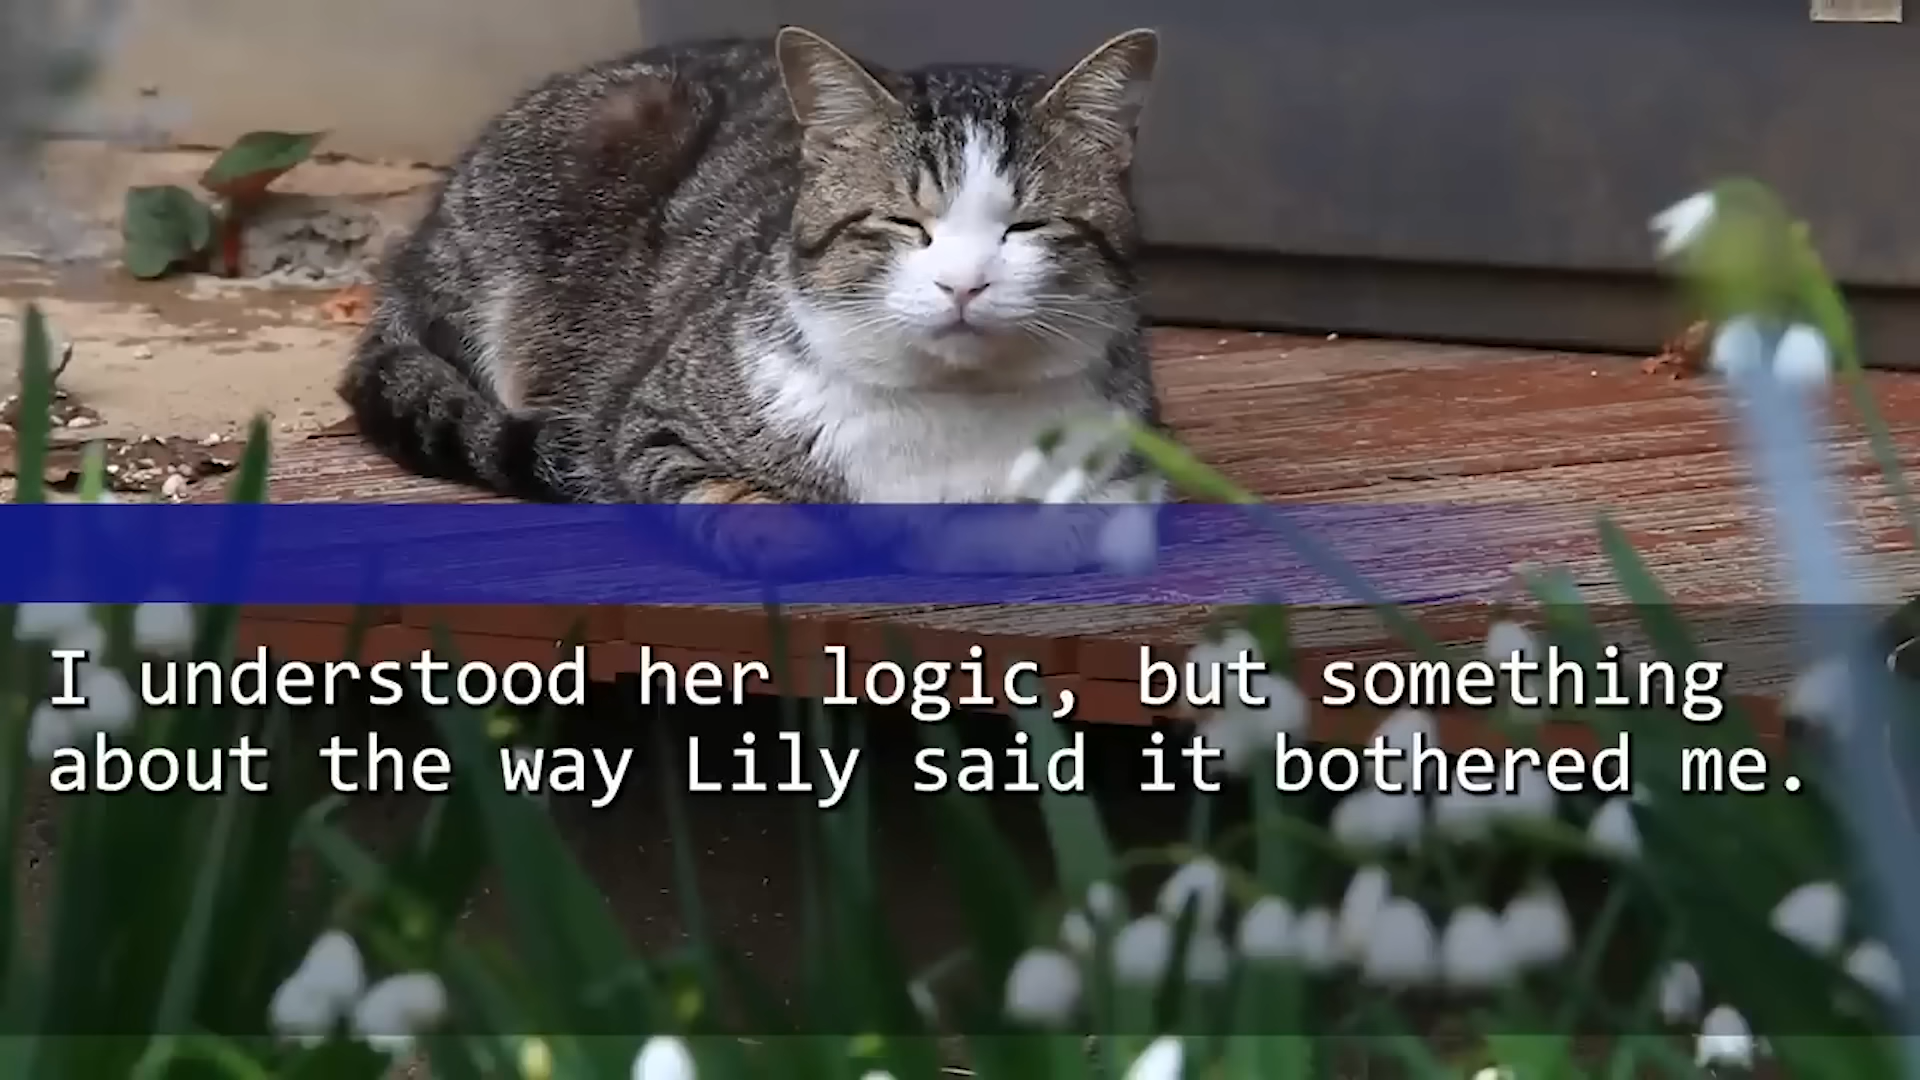 I understood her logic, but something
about the way Lily said it bothered me.